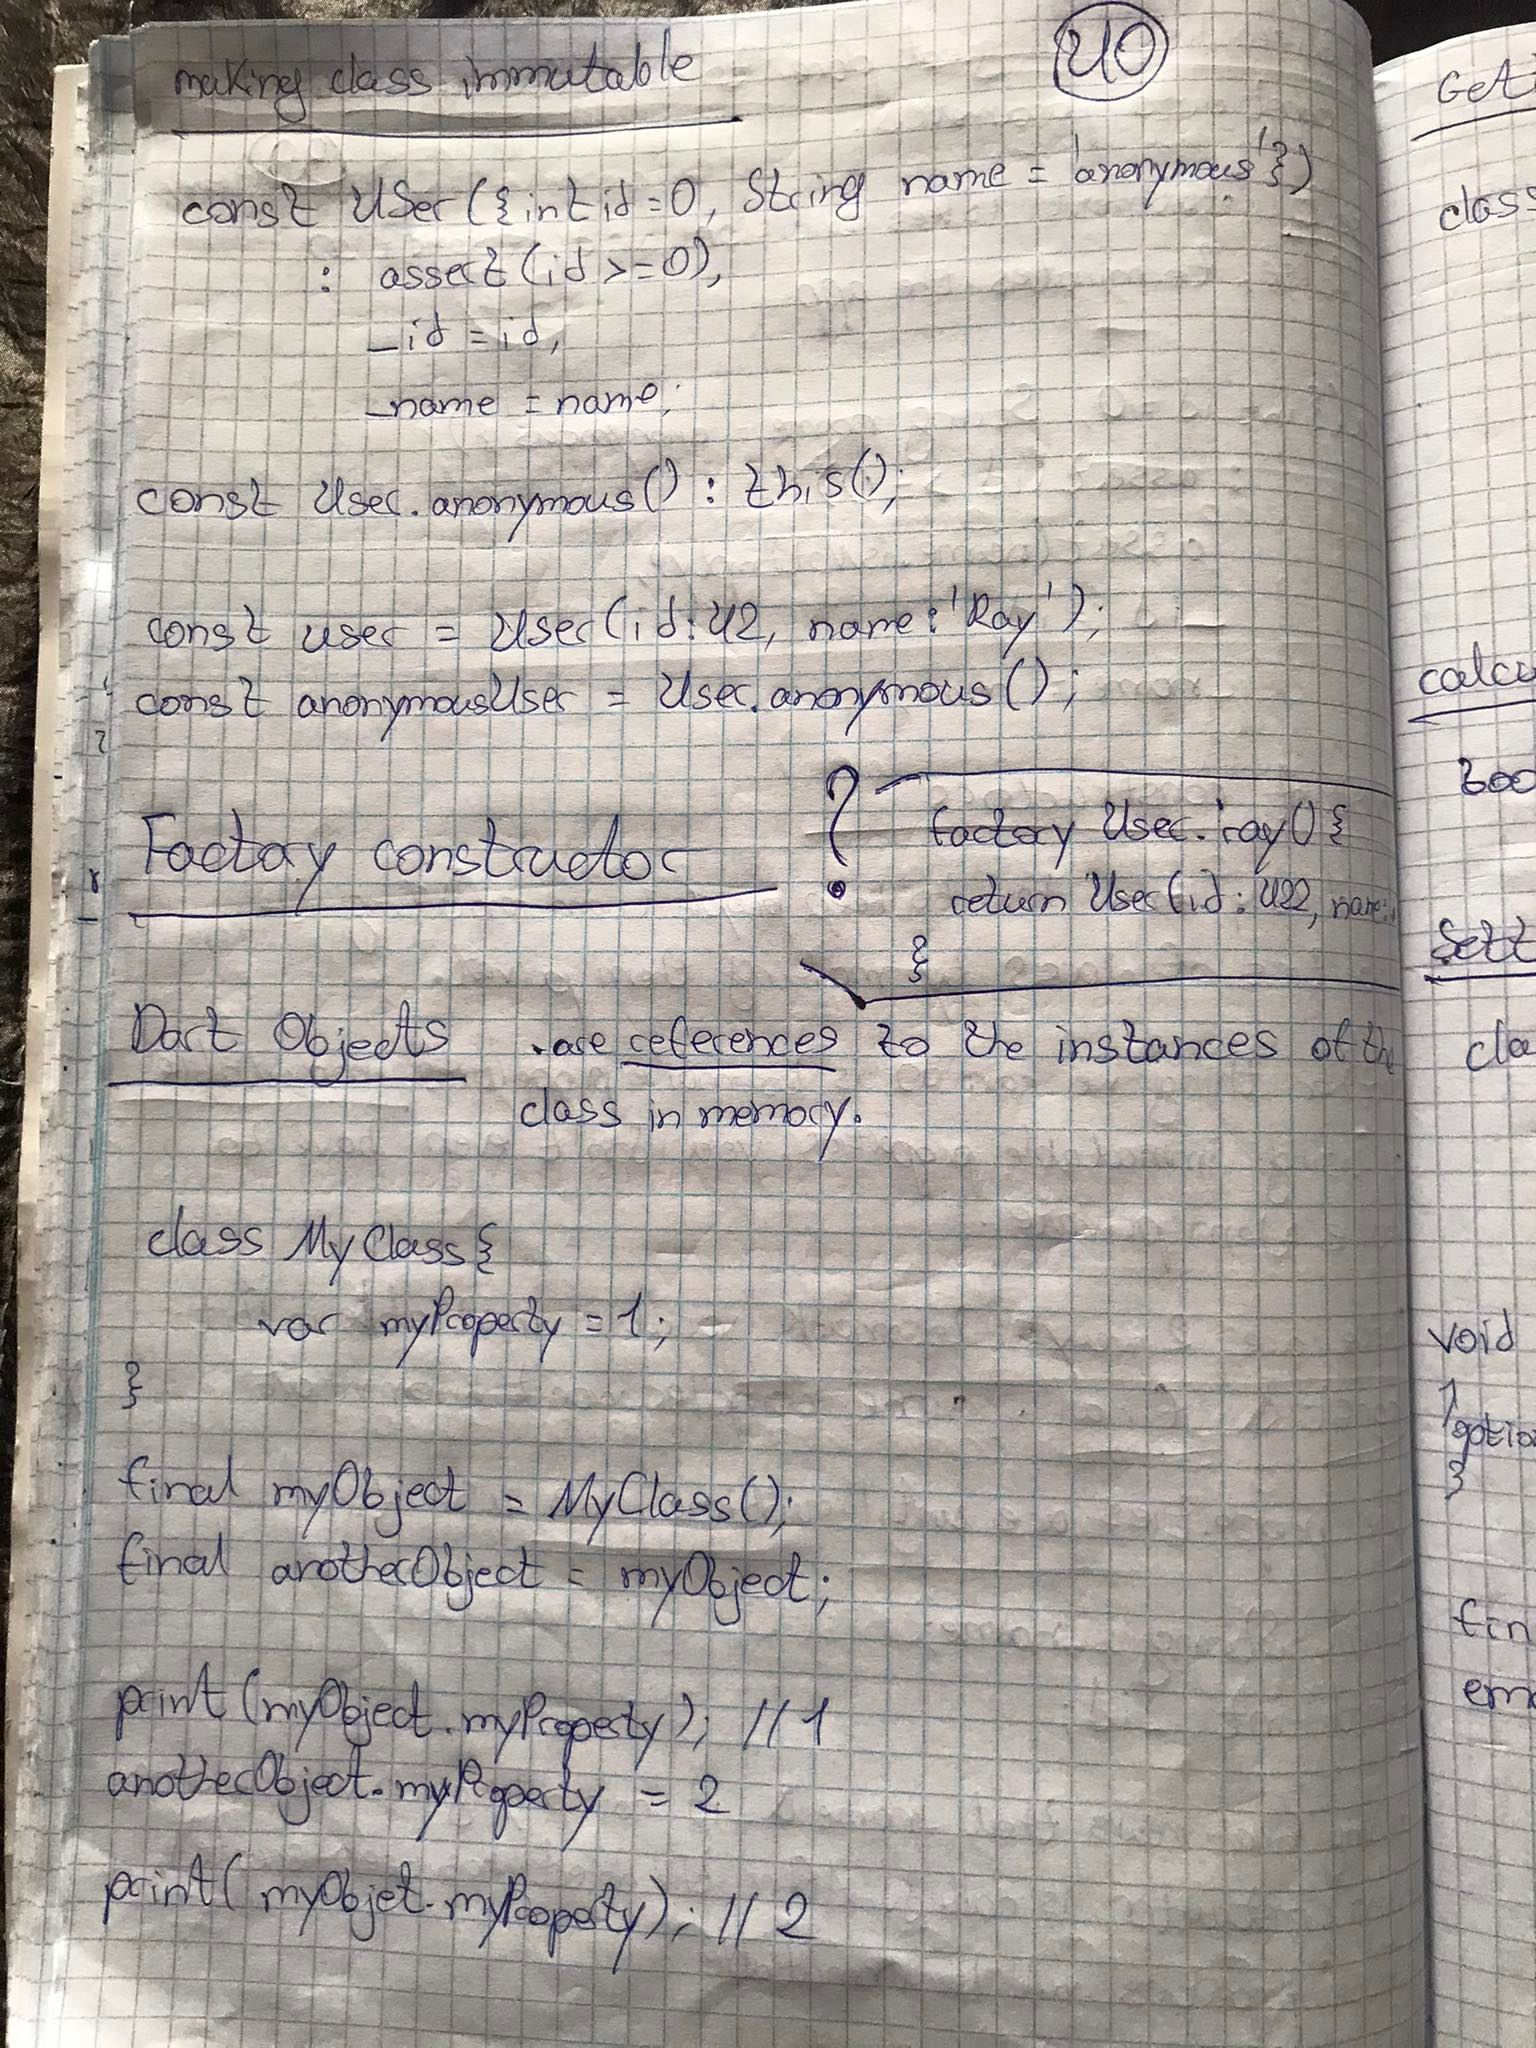 making class immutable
40
const User({int id=0, String name = 'anonymous'})
: assert(id >=0),
_id = id,
_name = name;
const User.anonymous() : this();
const user = User(id:42, name:'Ray');
const anonymousUser = User.anonymous();
Factory constructor
?
factory User.ray(){
return User(id: 422, name:
}
Dart Objects .are references to the instances of the
class in memory.
class MyClass{
var myProperty = 1;
}
final myObject = MyClass();
final anotherObject = myObject;
print(myObject.myProperty); // 1
anotherObject.myProperty = 2
print( myObjet.myProperty); // 2
Get
class
calcu
boo
Sett
cla
void
optio
}
fin
ema